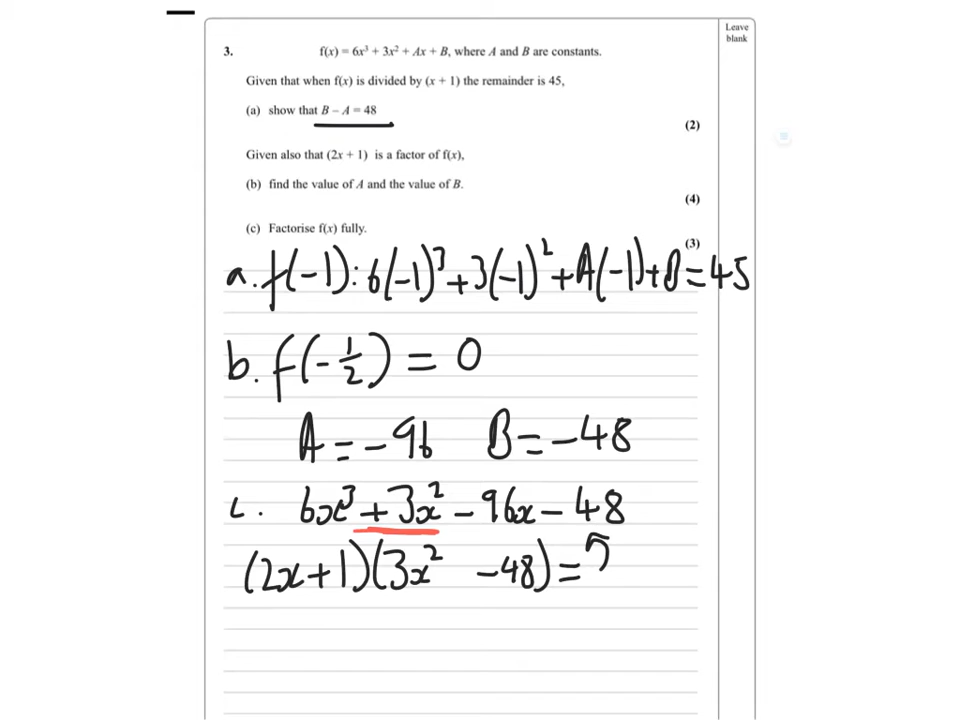 Leave
blank
3. f(x) = 6x³ + 3x² + Ax + B, where A and B are constants.
Given that when f(x) is divided by (x + 1) the remainder is 45,
(a) show that B – A = 48
(2)
Given also that (2x + 1) is a factor of f(x),
(b) find the value of A and the value of B.
(4)
(c) Factorise f(x) fully.
(3)
a. f(-1): 6(-1)³ + 3(-1)² + A(-1) + B = 45
b. f(-1/2) = 0
A = -96 B = -48
c. 6x³ + 3x² - 96x - 48
(2x + 1)(3x² - 48) =